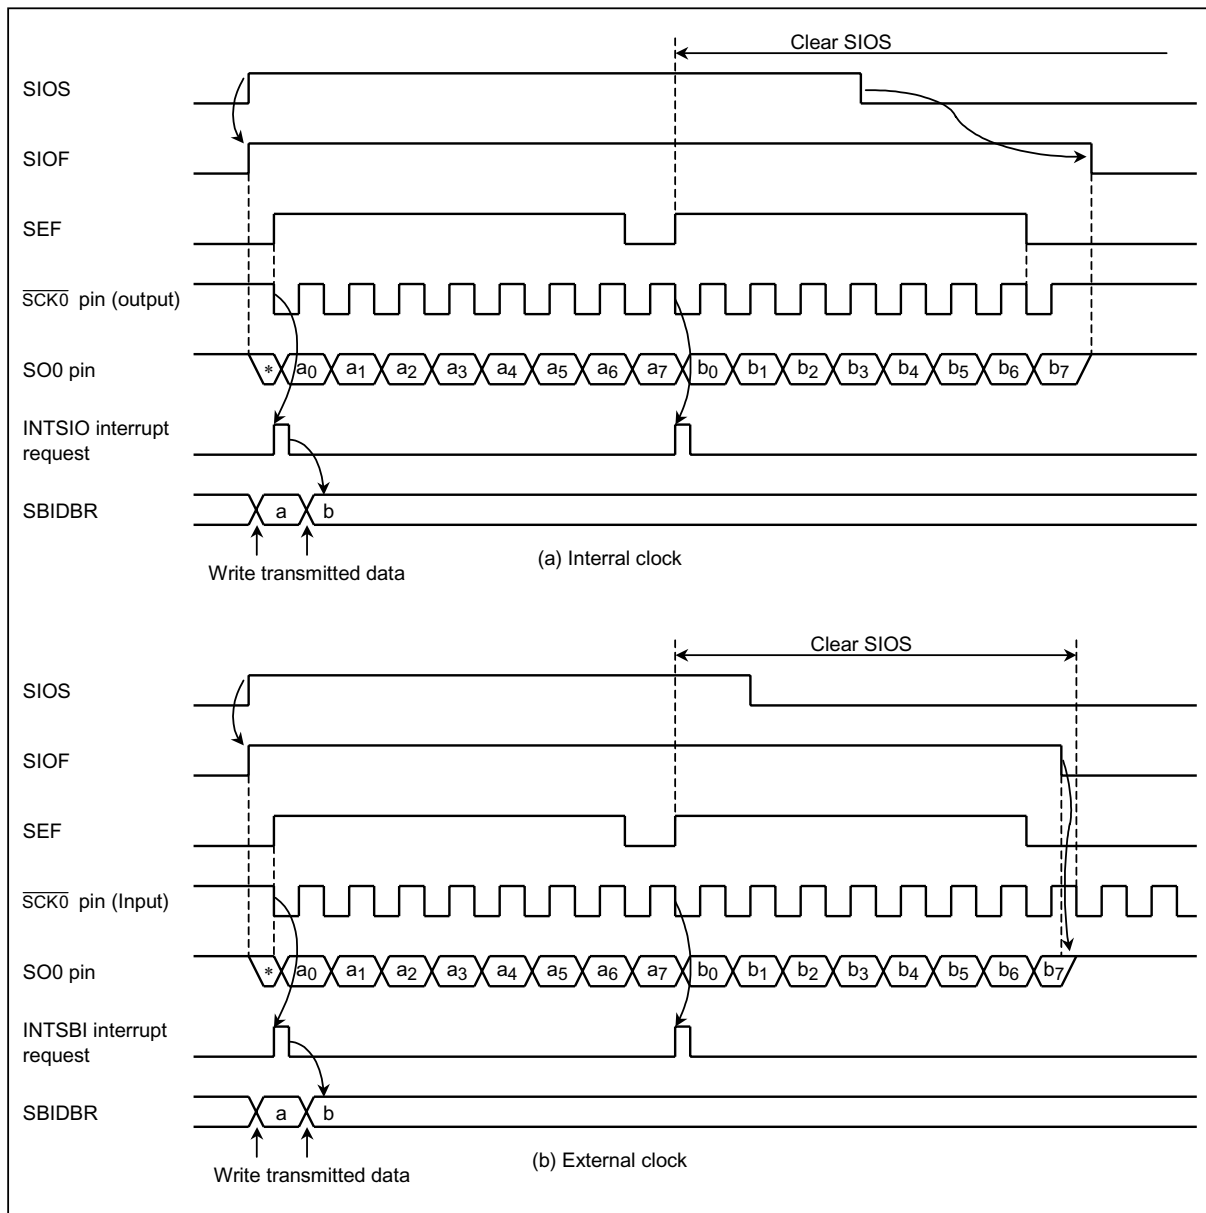 Clear SIOS
SIOS
SIOF
SEF
SCK0 pin (output)
SO0 pin
* a0 a1 a2 a3 a4 a5 a6 a7 b0 b1 b2 b3 b4 b5 b6 b7
INTSIO interrupt
request
SBIDBR
a b
(a) Interral clock
Write transmitted data
Clear SIOS
SIOS
SIOF
SEF
SCK0 pin (Input)
SO0 pin
* a0 a1 a2 a3 a4 a5 a6 a7 b0 b1 b2 b3 b4 b5 b6 b7
INTSBI interrupt
request
SBIDBR
a b
(b) External clock
Write transmitted data